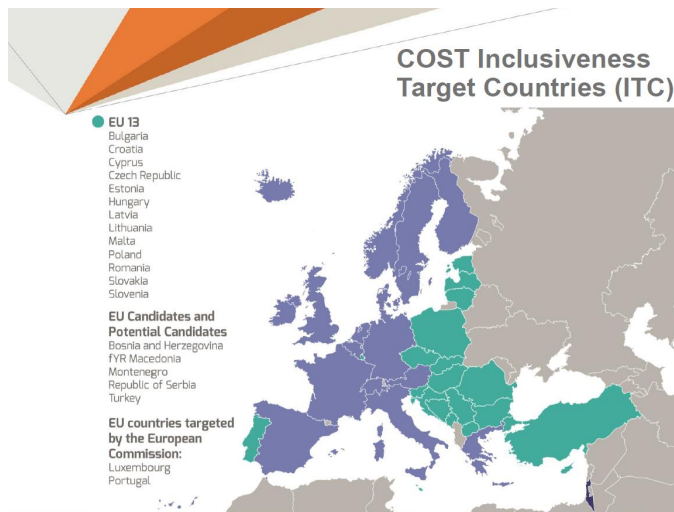 COST Inclusiveness
Target Countries (ITC)
EU 13
Bulgaria
Croatia
Cyprus
Czech Republic
Estonia
Hungary
Latvia
Lithuania
Malta
Poland
Romania
Slovakia
Slovenia
EU Candidates and
Potential Candidates
Bosnia and Herzegovina
fYR Macedonia
Montenegro
Republic of Serbia
Turkey
EU countries targeted
by the European
Commission:
Luxembourg
Portugal